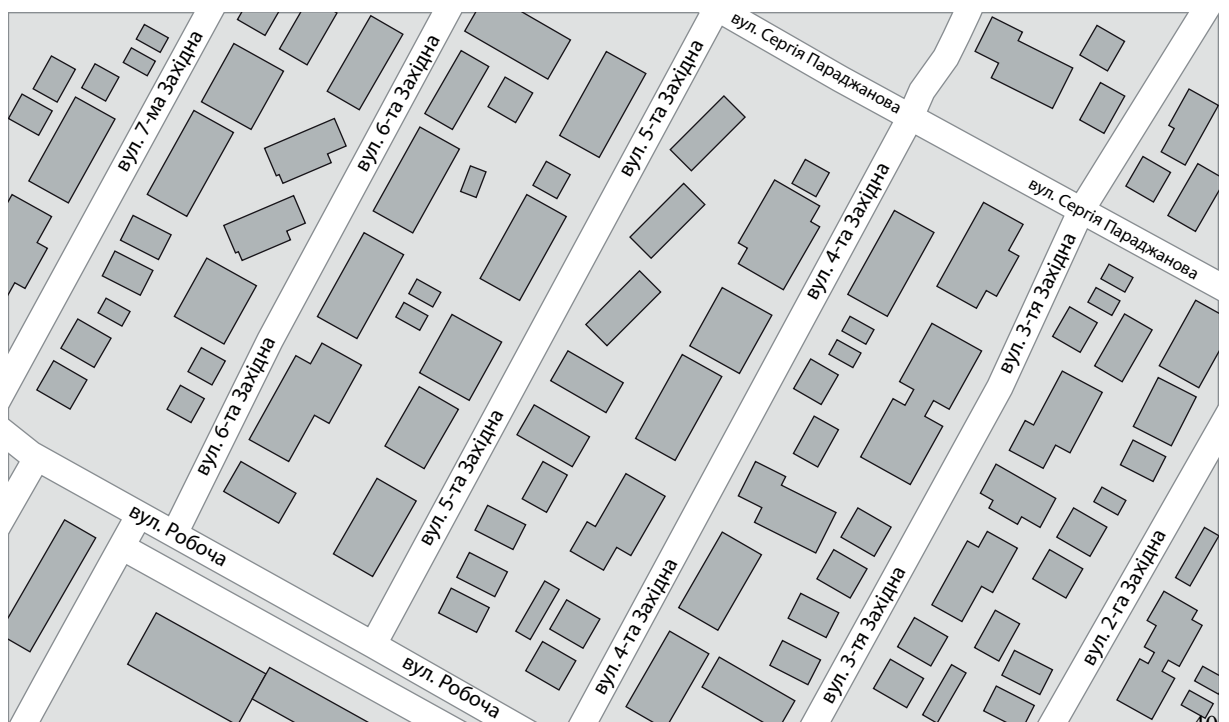 вул. Сергія Параджанова
вул. 7-ма Західна
вул. 6-та Західна
вул. 5-та Західна
вул. 4-та Західна
вул. Сергія Параджанова
вул. 3-тя Західна
вул. 6-та Західна
вул. 5-та Західна
вул. Робоча
вул. 4-та Західна
вул. 3-тя Західна
вул. 2-га Західна
вул. Робоча